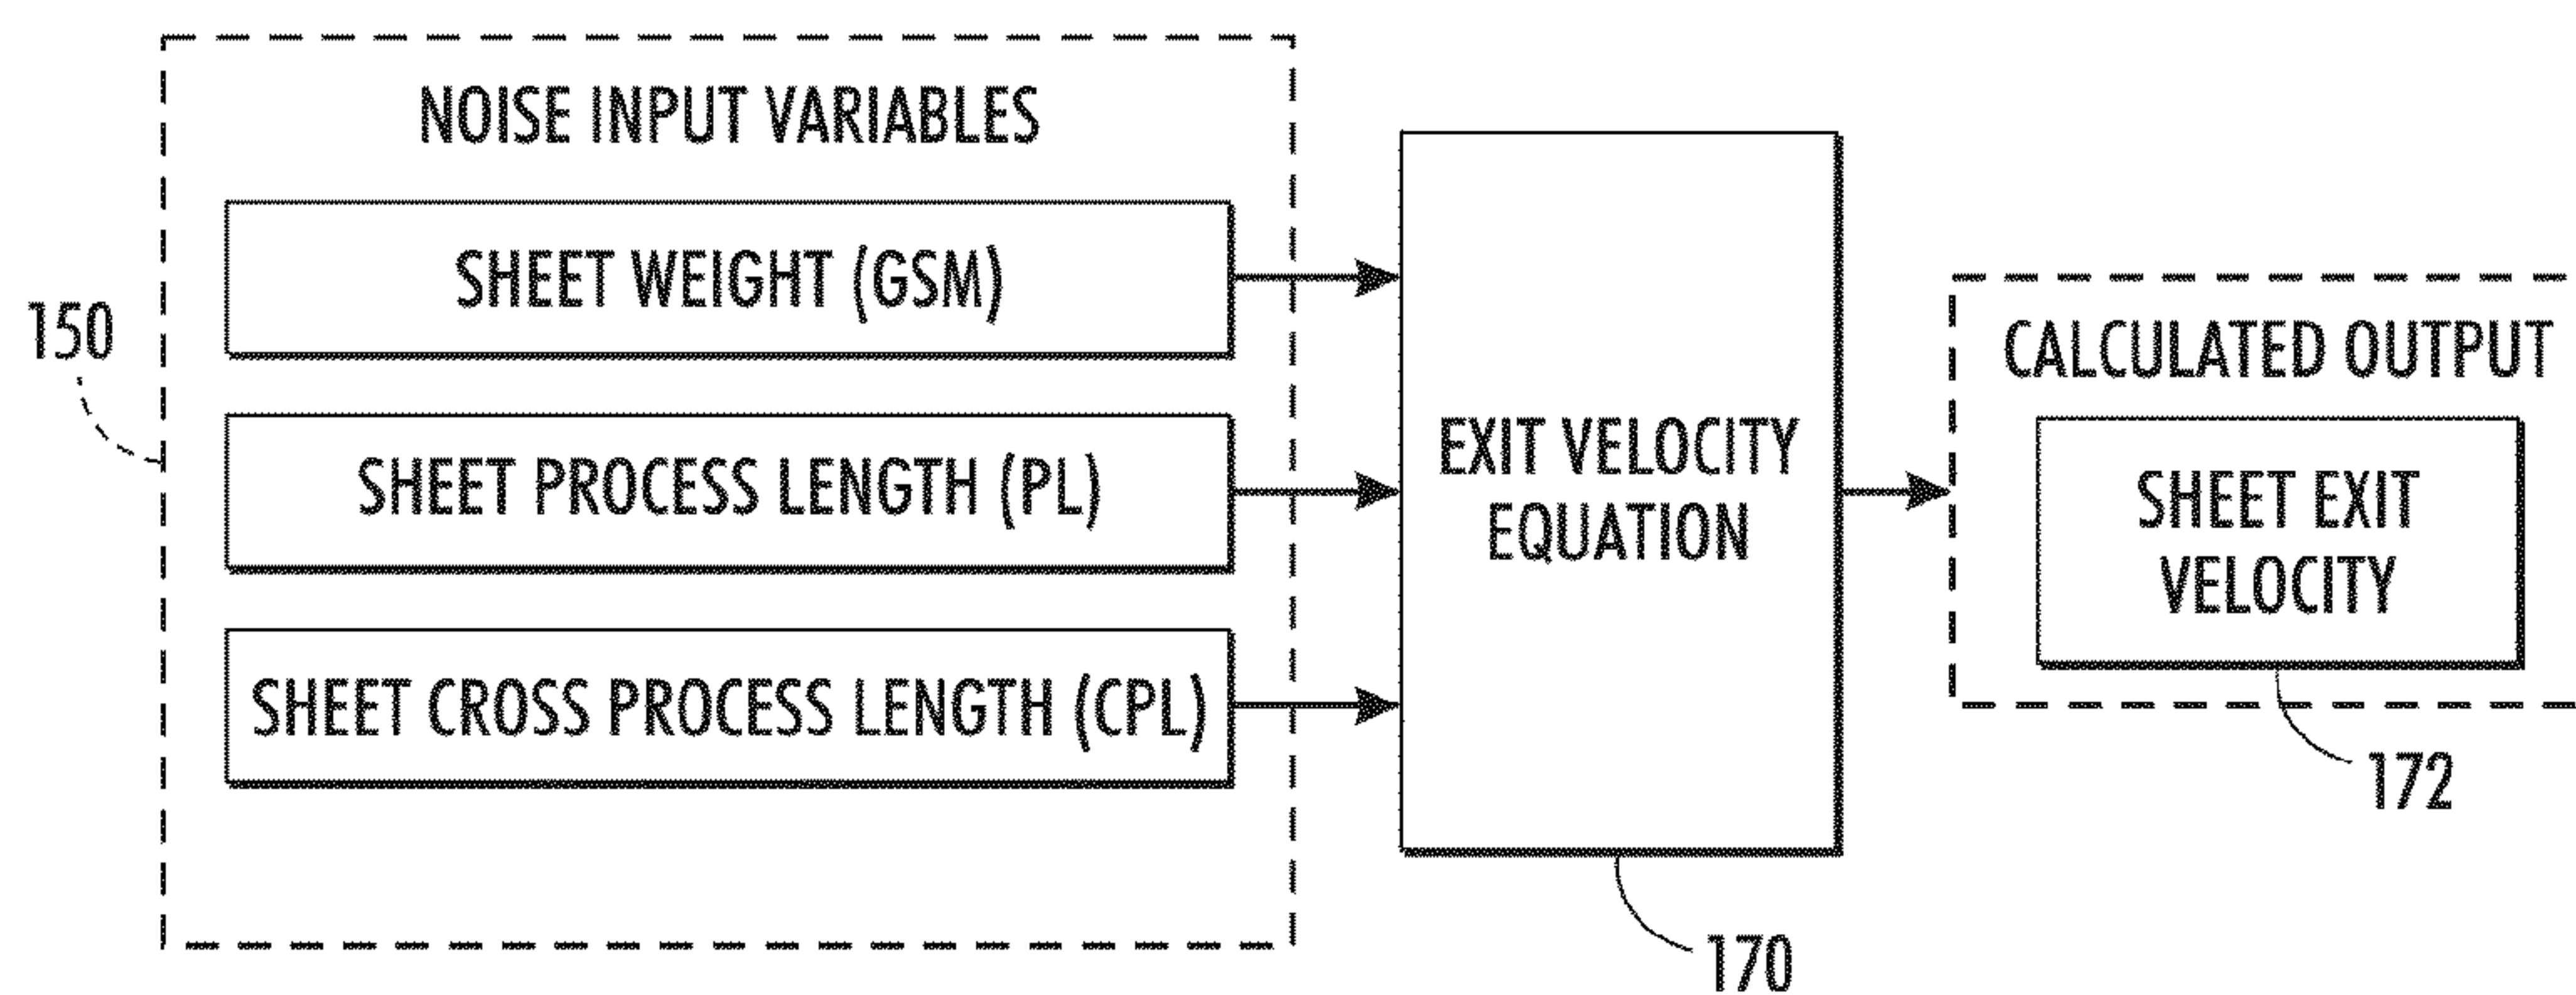 NOISE INPUT VARIABLES
SHEET WEIGHT (GSM)
150
SHEET PROCESS LENGTH (PL)
SHEET CROSS PROCESS LENGTH (CPL)
EXIT VELOCITY
EQUATION
170
CALCULATED OUTPUT
SHEET EXIT
VELOCITY
172